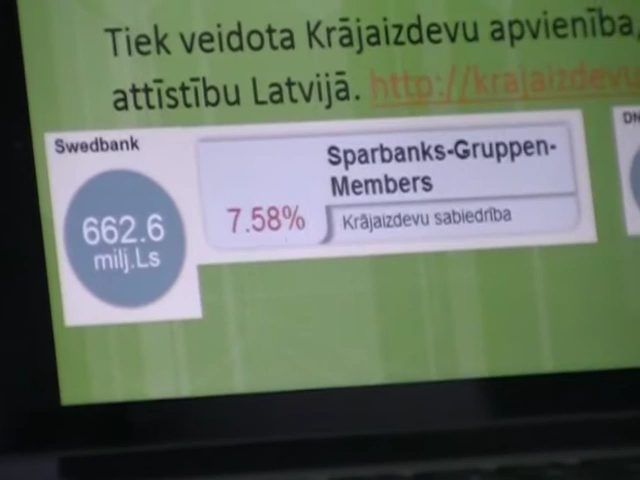 Tiek veidota Krājaizdevu apvienība,
attīstību Latvijā. http://krajaizdevu
Swedbank
662.6
milj.Ls
Sparbanks-Gruppen-
Members
7.58%
Krājaizdevu sabiedrība
DN